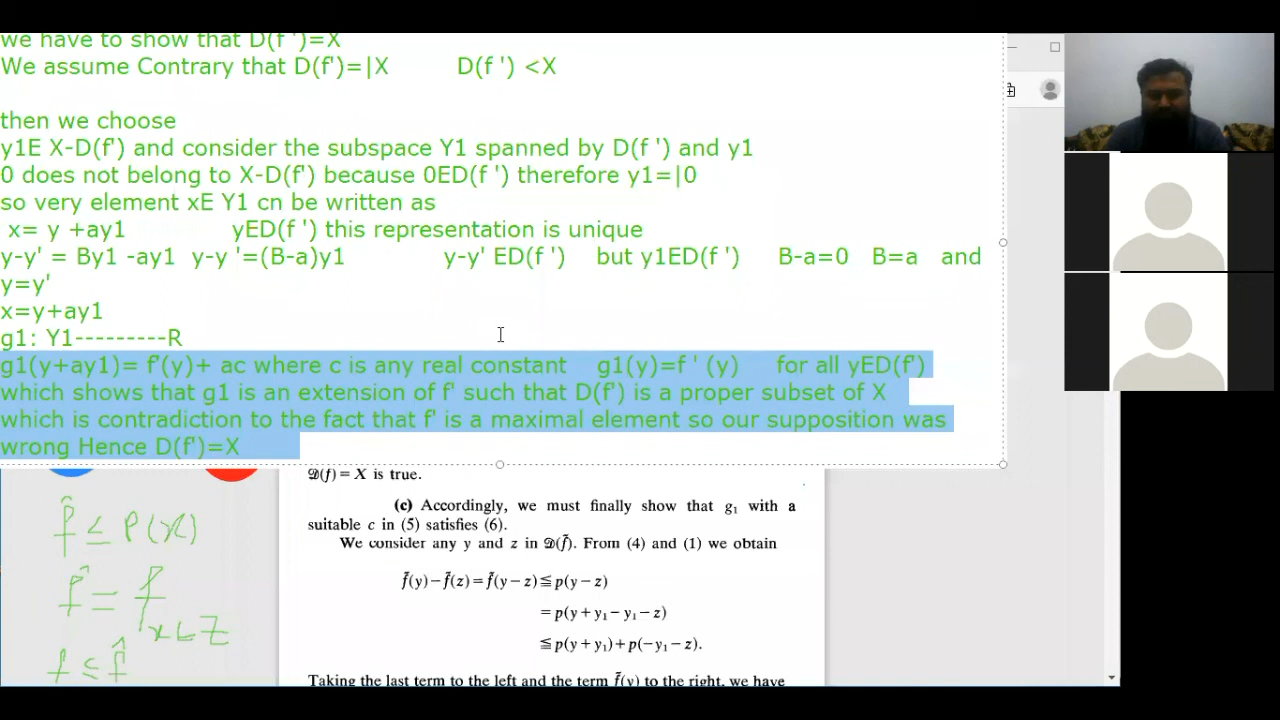 we have to show that D(f ')=X
We assume Contrary that D(f')=|X D(f ') <X
then we choose
y1E X-D(f') and consider the subspace Y1 spanned by D(f ') and y1
0 does not belong to X-D(f') because 0ED(f ') therefore y1=|0
so very element xE Y1 cn be written as
x= y +ay1 yED(f ') this representation is unique
y-y' = By1 -ay1 y-y '=(B-a)y1 y-y' ED(f ') but y1ED(f ') B-a=0 B=a and
y=y'
x=y+ay1
g1: Y1---------R
g1(y+ay1)= f'(y)+ ac where c is any real constant g1(y)=f ' (y) for all yED(f')
which shows that g1 is an extension of f' such that D(f') is a proper subset of X
which is contradiction to the fact that f' is a maximal element so our supposition was
wrong Hence D(f')=X
𝔇(f̃) = X is true.
(c) Accordingly, we must finally show that g₁ with a
suitable c in (5) satisfies (6).
We consider any y and z in 𝔇(f̃). From (4) and (1) we obtain
f̃(y)−f̃(z)=f̃(y−z)≦p(y−z)
=p(y+y₁−y₁−z)
≦p(y+y₁)+p(−y₁−z).
Taking the last term to the left and the term f̃(y) to the right, we have
f̂ ≤ P(x)
f̂ = f
x∈Z
f ≤ f̂